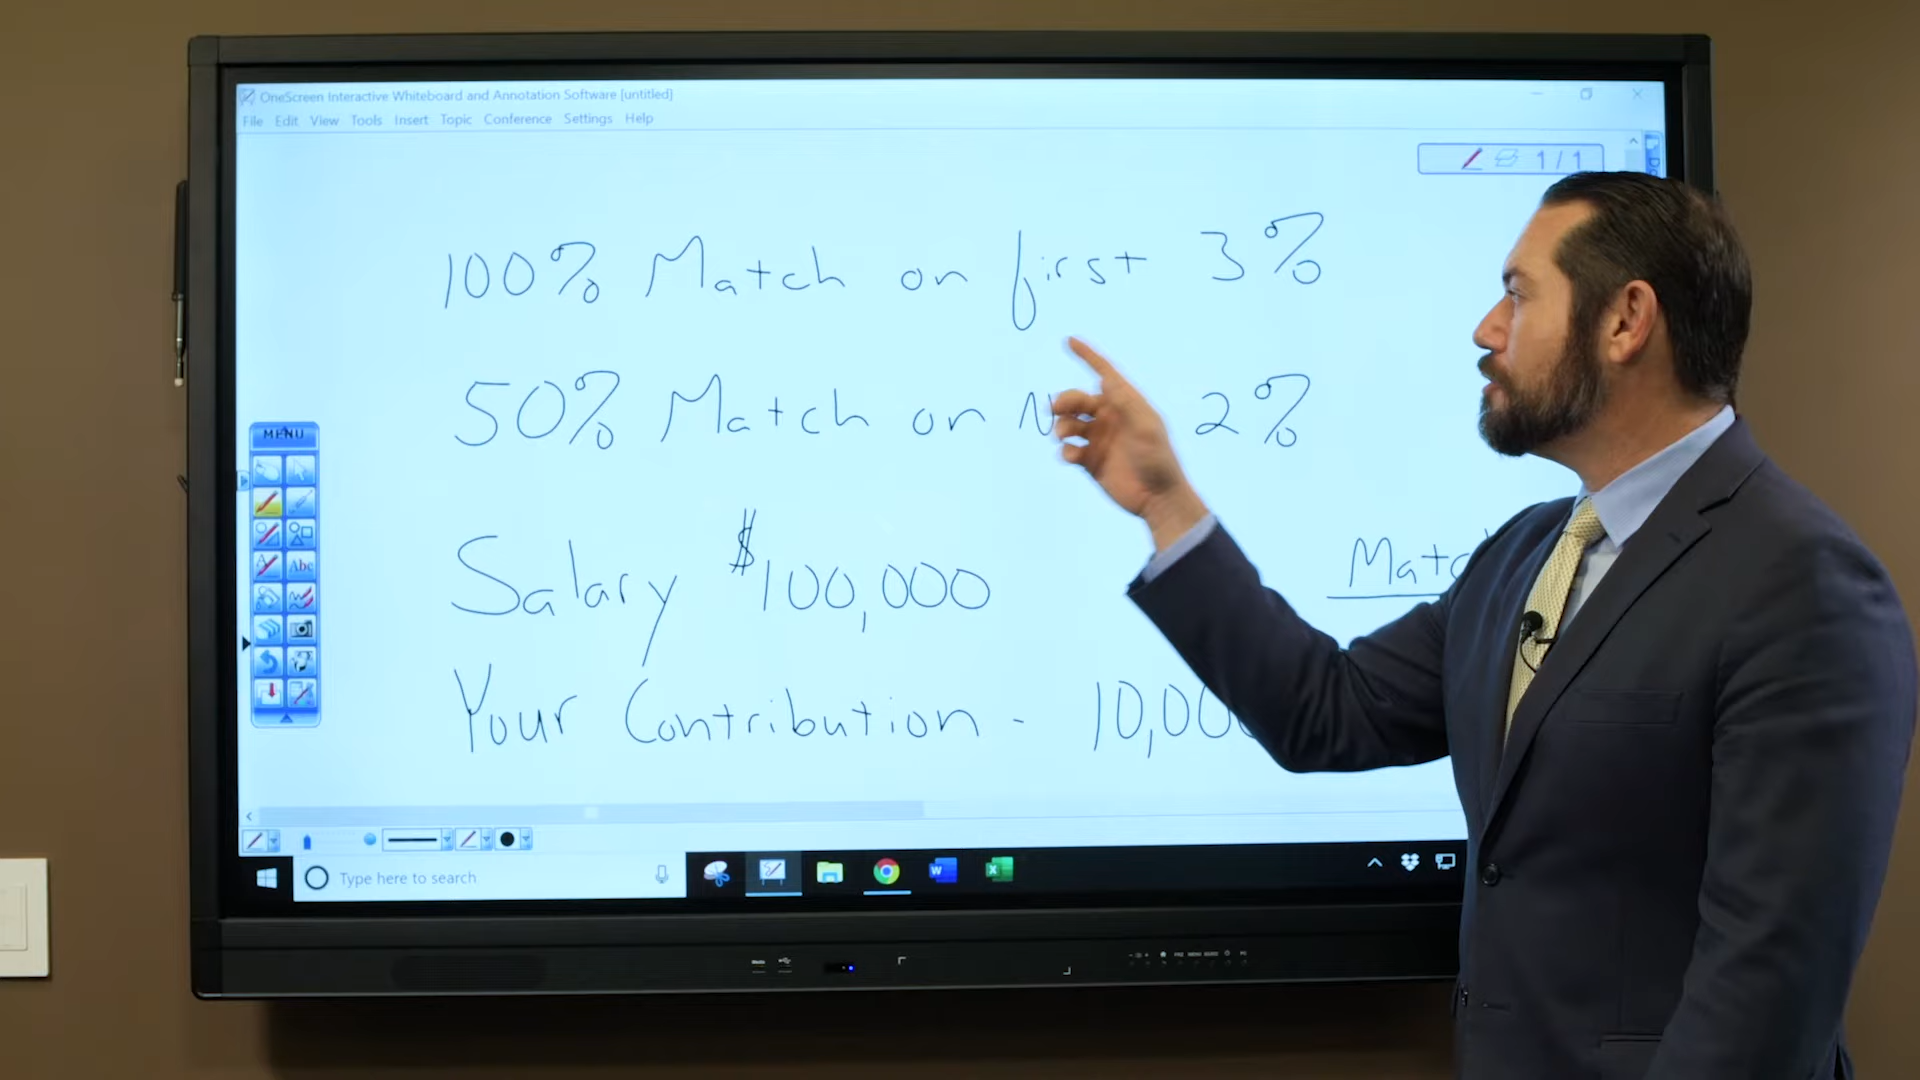 OneScreen Interactive Whiteboard and Annotation Software [untitled]
File Edit View Tools Insert Topic Conference Settings Help
1 / 1
100% Match on first 3%
50% Match on 2%
MENU
Abc
Salary $100,000
Your Contribution - 10,00
Type here to search